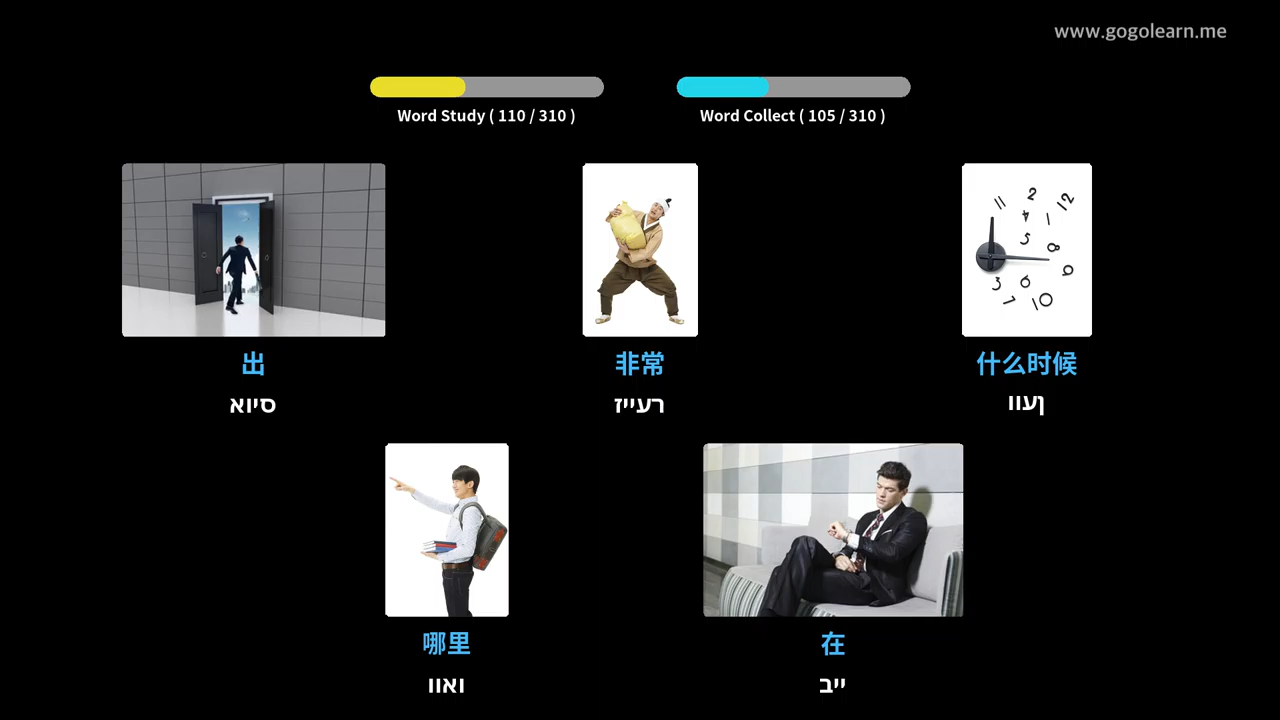 www.gogolearn.me
Word Study ( 110 / 310 )
Word Collect ( 105 / 310 )
出
סיוא
非常
רעייז
什么时候
ןעוו
哪里
ואוו
在
ייב